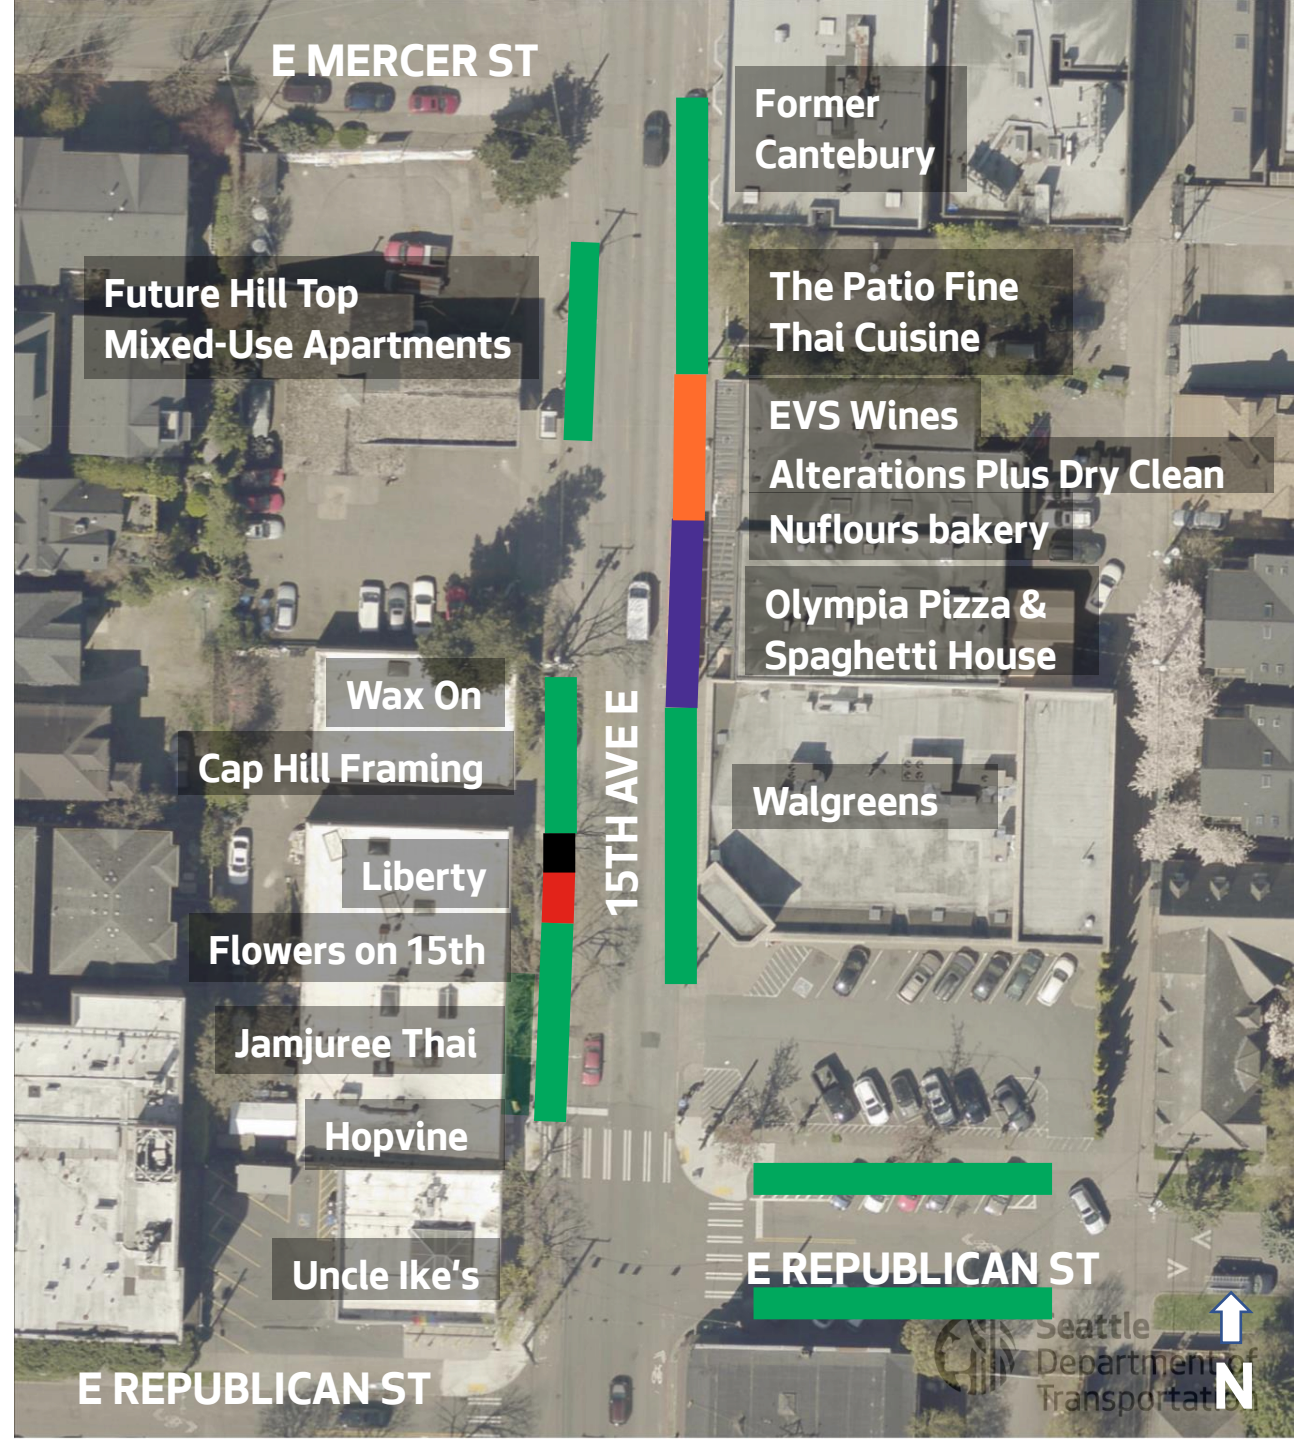 E MERCER ST
Former
Cantebury
Future Hill Top
Mixed-Use Apartments
The Patio Fine
Thai Cuisine
EVS Wines
Alterations Plus Dry Clean
Nuflours bakery
Olympia Pizza &
Spaghetti House
Wax On
Cap Hill Framing
15TH AVE E
Walgreens
Liberty
Flowers on 15th
Jamjuree Thai
Hopvine
Uncle Ike's
E REPUBLICAN ST
Seattle
Department of
Transportation
N
E REPUBLICAN ST